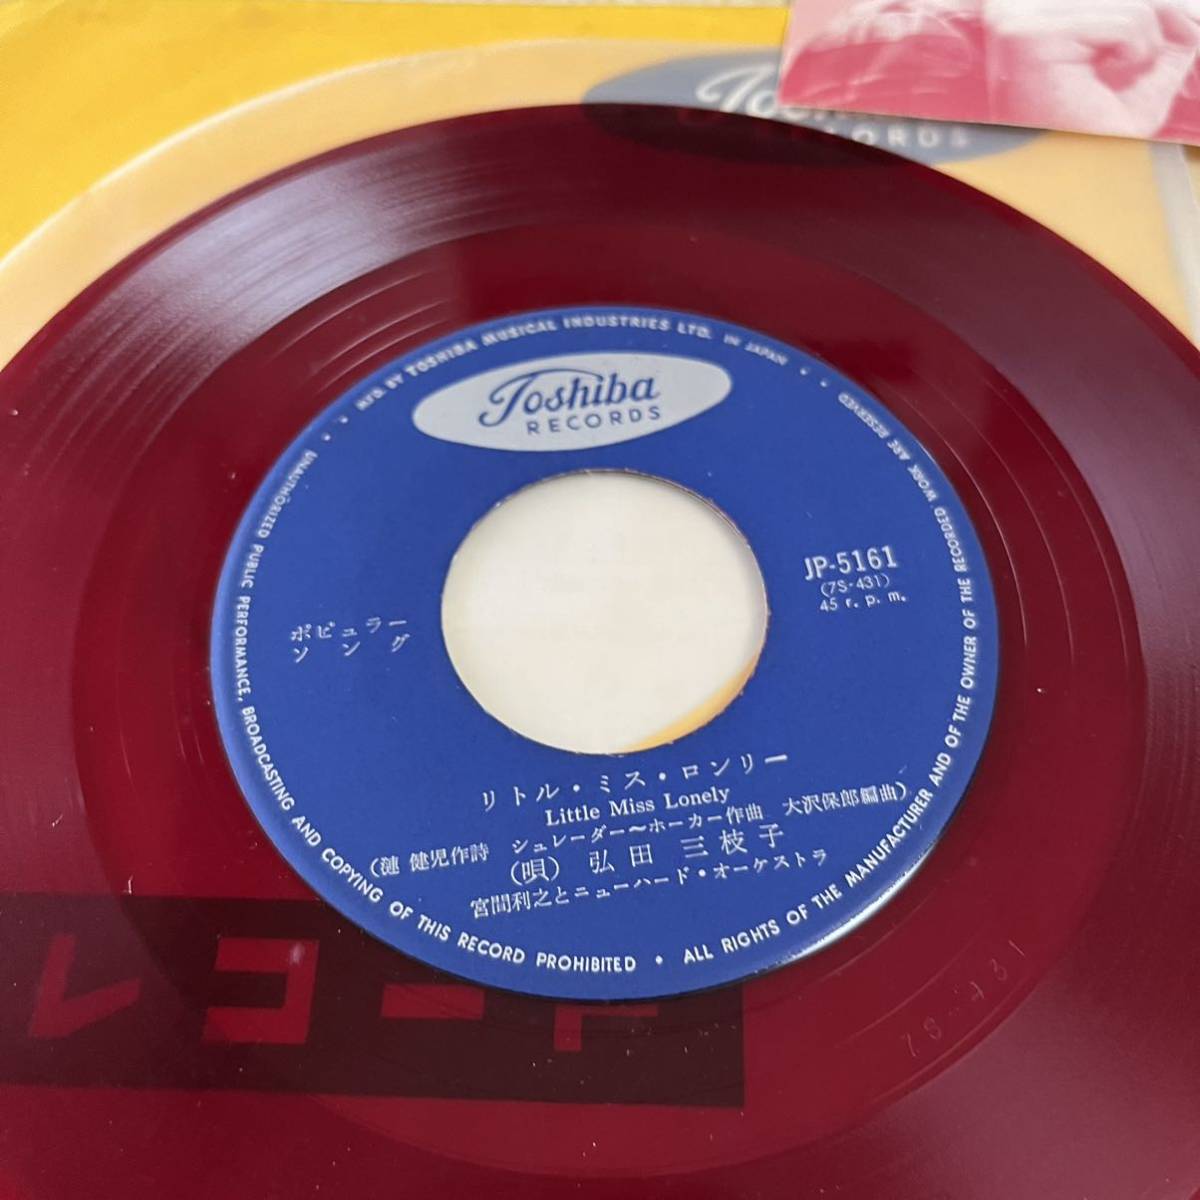 Toshiba
RECORDS
MFD. BY TOSHIBA MUSICAL INDUSTRIES LTD. IN JAPAN
Toshiba
RECORDS
JP-5161
(7S-431)
45 r. p. m.
ポピュラー
ソング
リトル・ミス・ロンリー
Little Miss Lonely
(漣 健児作詩 シュレーダー〜ホーカー作曲 大沢保郎編曲)
(唄) 弘田 三枝子
宮間利之とニューハード・オーケストラ
UNAUTHORIZED PUBLIC PERFORMANCE, BROADCASTING AND COPYING OF THIS RECORD PROHIBITED • ALL RIGHTS OF THE MANUFACTURER AND OF THE OWNER OF THE RECORDED WORK ARE RESERVED
レコード
7S-431